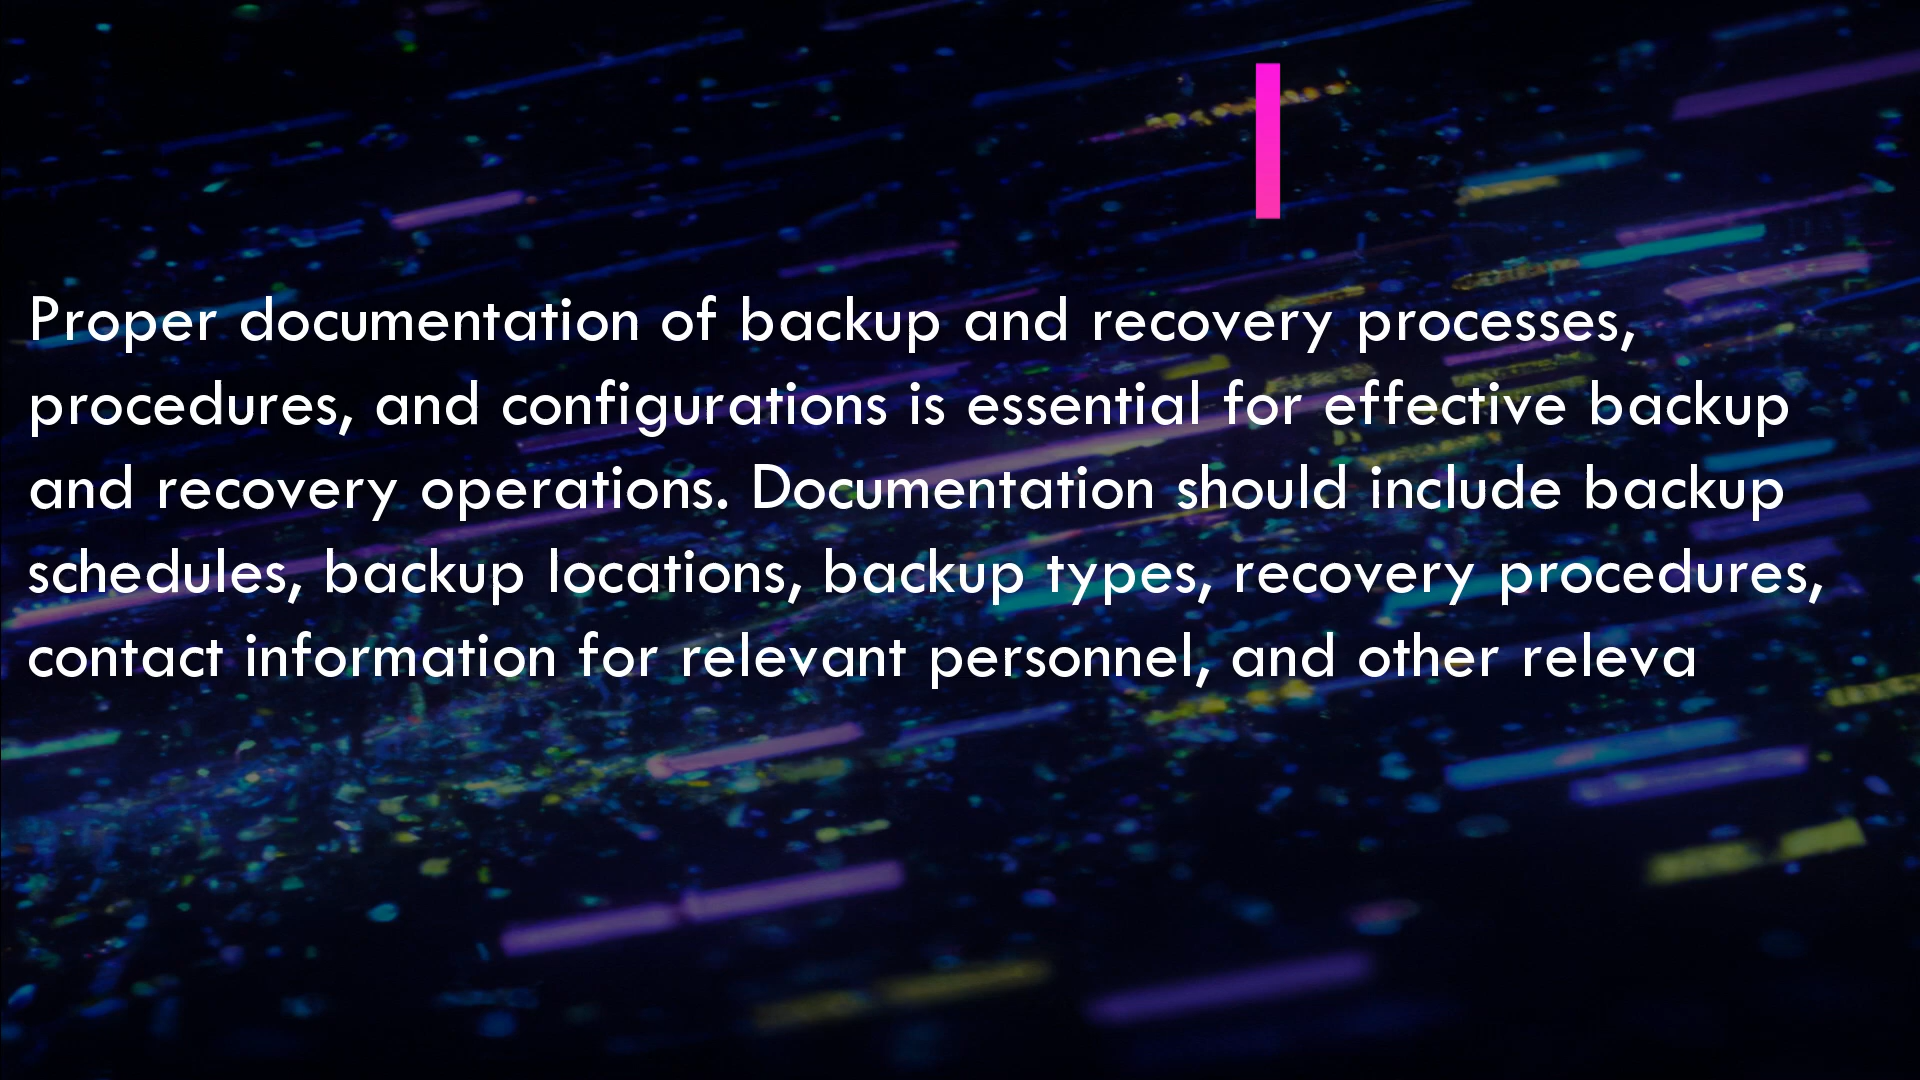 Proper documentation of backup and recovery processes,
procedures, and configurations is essential for effective backup
and recovery operations. Documentation should include backup
schedules, backup locations, backup types, recovery procedures,
contact information for relevant personnel, and other releva